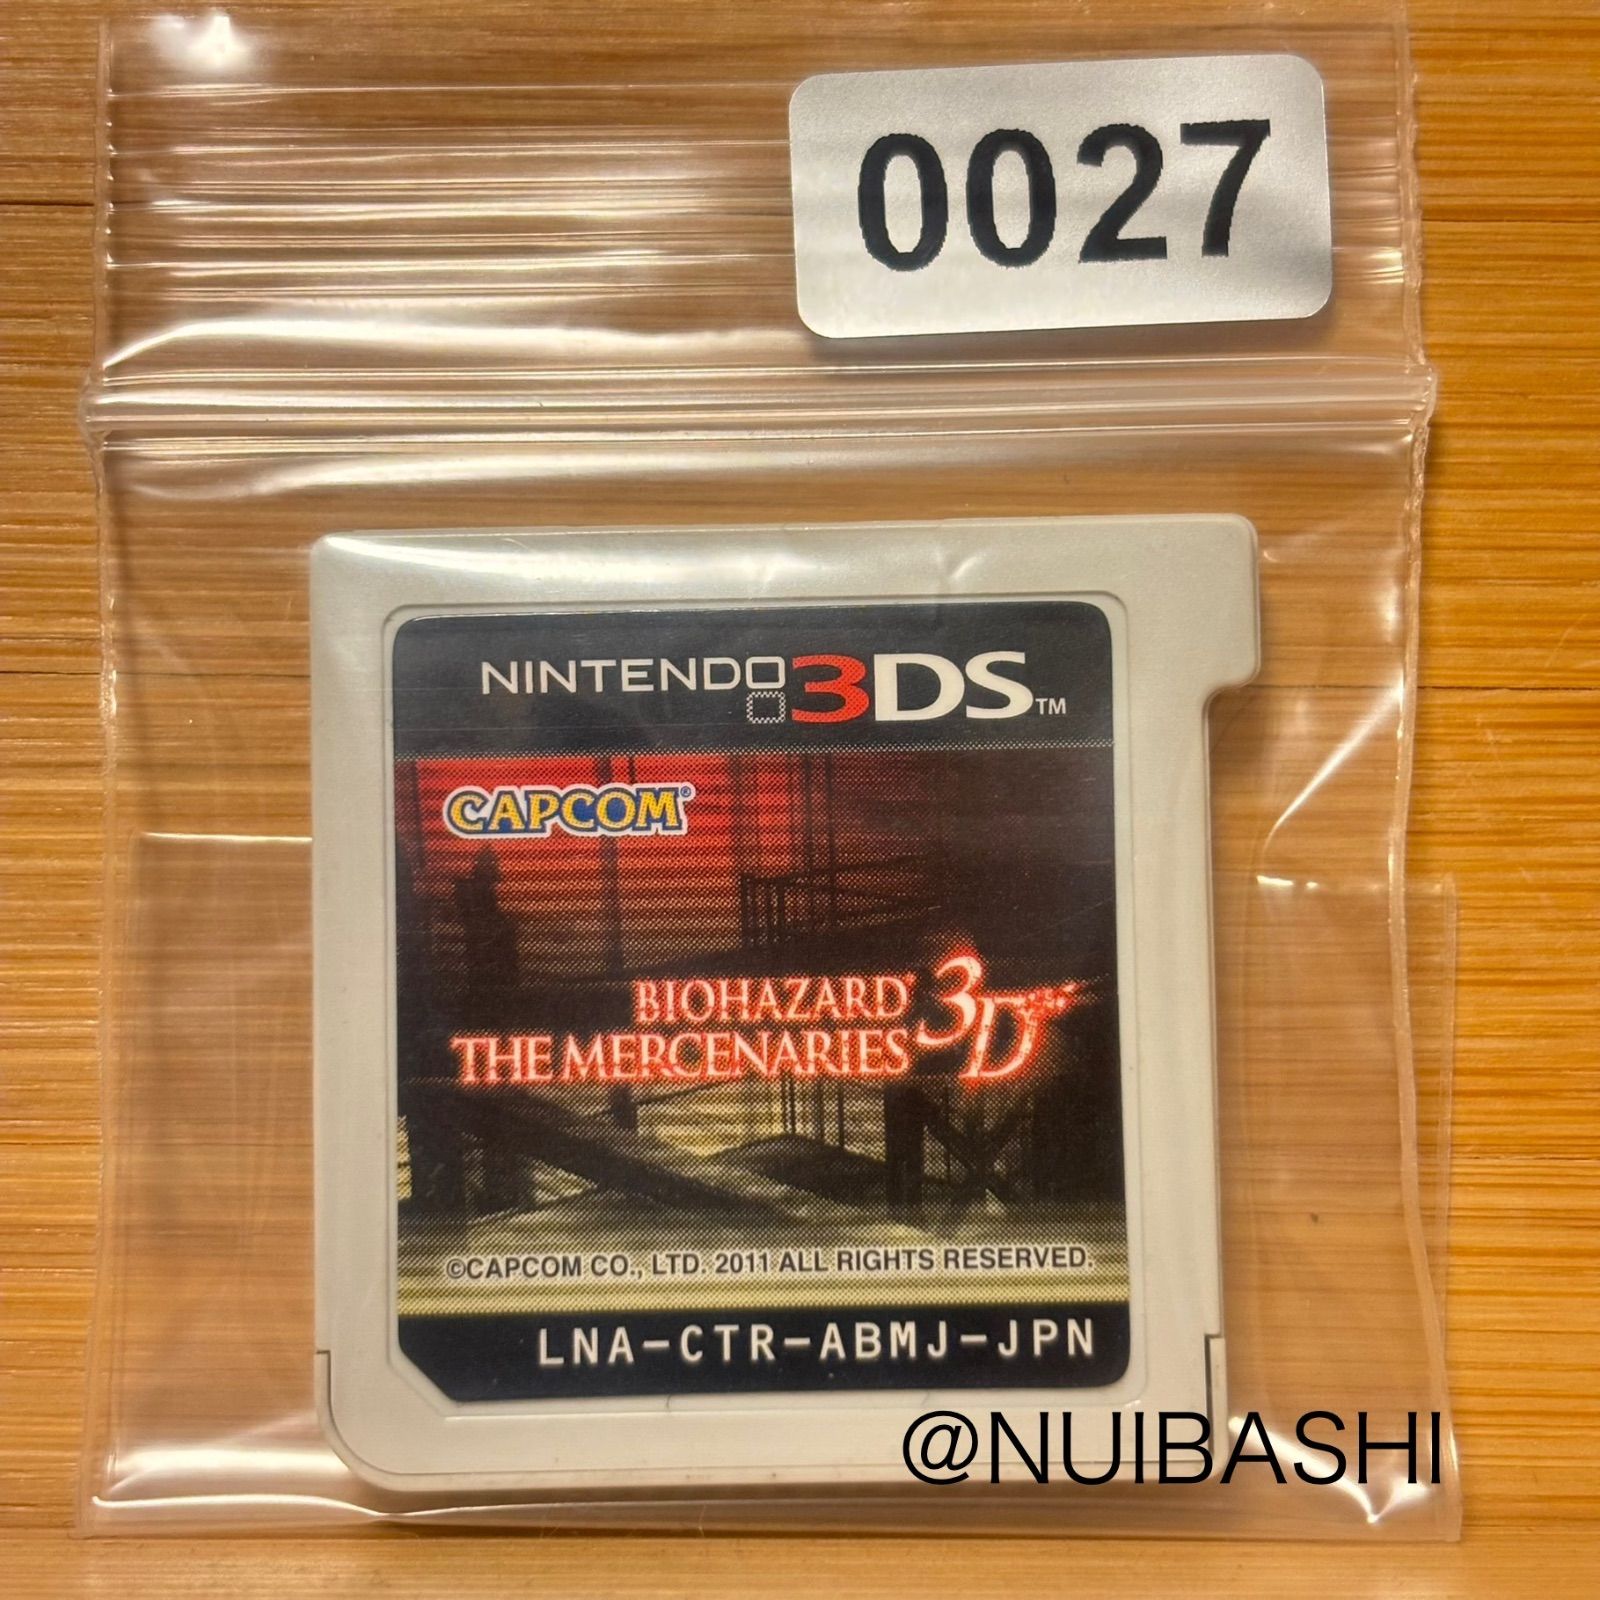 0027
NINTENDO 3DS™
CAPCOM®
BIOHAZARD 3D
THE MERCENARIES
©CAPCOM CO., LTD. 2011 ALL RIGHTS RESERVED.
LNA-CTR-ABMJ-JPN
@NUIBASHI